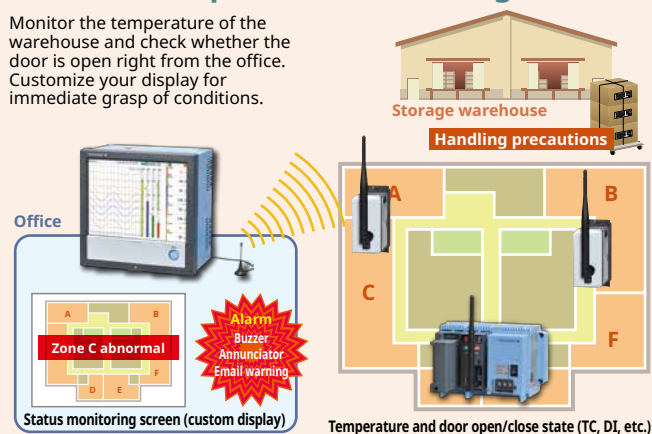 Monitor the temperature of the
warehouse and check whether the
door is open right from the office.
Customize your display for
immediate grasp of conditions.
Storage warehouse
Handling precautions
A
B
C
F
Office
A
B
Zone C abnormal
F
D
E
Alarm
Buzzer
Annunciator
Email warning
Status monitoring screen (custom display)
Temperature and door open/close state (TC, DI, etc.)